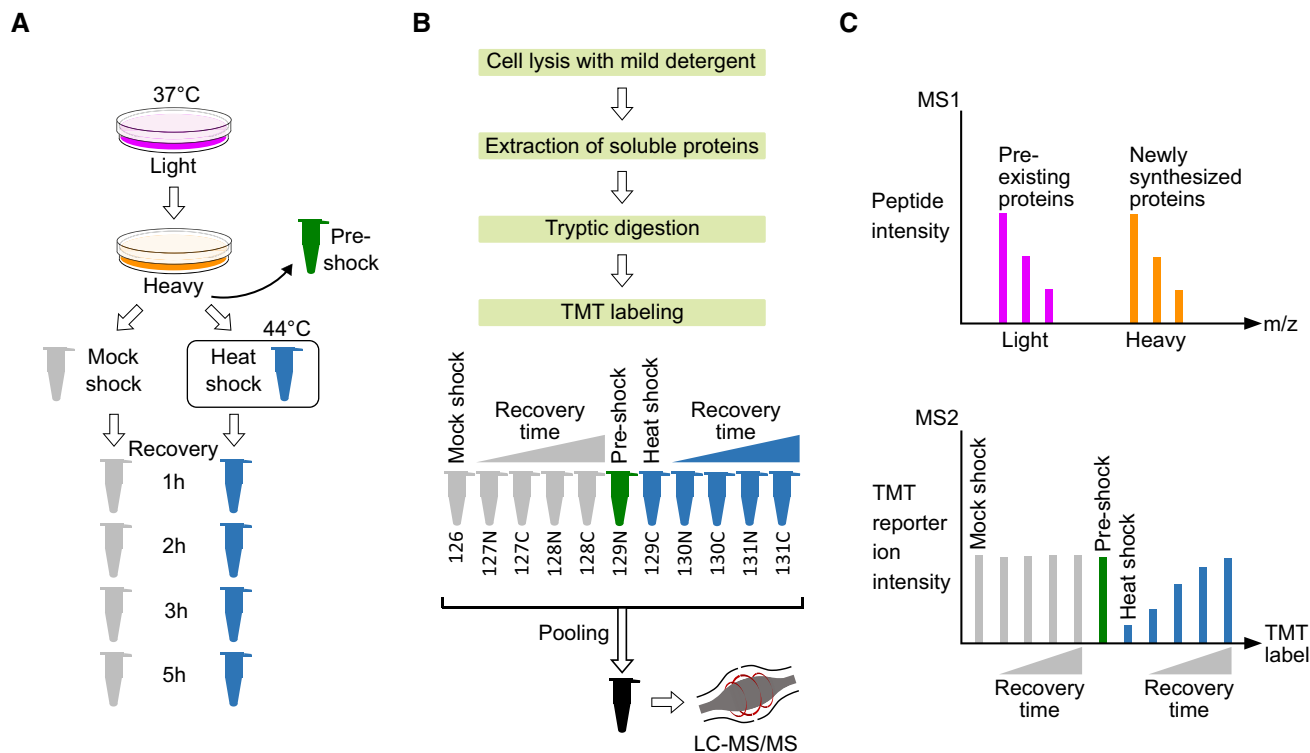 A
37°C
Light
Heavy
Pre-
shock
44°C
Mock
shock
Heat
shock
Recovery
1h
2h
3h
5h
B
Cell lysis with mild detergent
Extraction of soluble proteins
Tryptic digestion
TMT labeling
Mock shock
Recovery
time
Pre-shock
Heat shock
Recovery
time
126
127N
127C
128N
128C
129N
129C
130N
130C
131N
131C
Pooling
LC-MS/MS
C
MS1
Peptide
intensity
Pre-
existing
proteins
Newly
synthesized
proteins
Light
Heavy
m/z
MS2
TMT
reporter
ion
intensity
Mock shock
Pre-shock
Heat shock
TMT
label
Recovery
time
Recovery
time